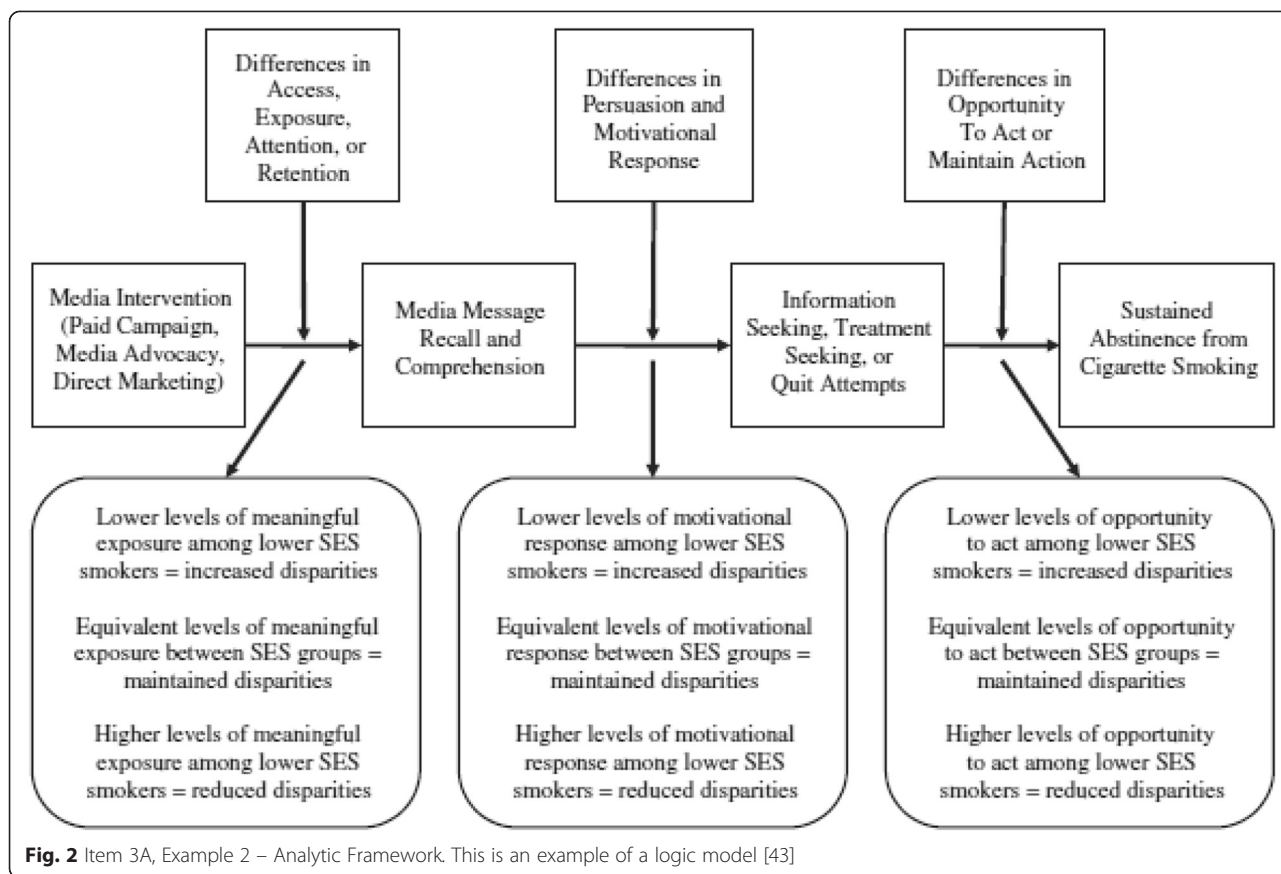 Differences in
Access,
Exposure,
Attention, or
Retention
Differences in
Persuasion and
Motivational
Response
Differences in
Opportunity
To Act or
Maintain Action
Media Intervention
(Paid Campaign,
Media Advocacy,
Direct Marketing)
Media Message
Recall and
Comprehension
Information
Seeking, Treatment
Seeking, or
Quit Attempts
Sustained
Abstinence from
Cigarette Smoking
Lower levels of meaningful
exposure among lower SES
smokers = increased disparities
Equivalent levels of meaningful
exposure between SES groups =
maintained disparities
Higher levels of meaningful
exposure among lower SES
smokers = reduced disparities
Lower levels of motivational
response among lower SES
smokers = increased disparities
Equivalent levels of motivational
response between SES groups =
maintained disparities
Higher levels of motivational
response among lower SES
smokers = reduced disparities
Lower levels of opportunity
to act among lower SES
smokers = increased disparities
Equivalent levels of opportunity
to act between SES groups =
maintained disparities
Higher levels of opportunity
to act among lower SES
smokers = reduced disparities
Fig. 2 Item 3A, Example 2 – Analytic Framework. This is an example of a logic model [43]